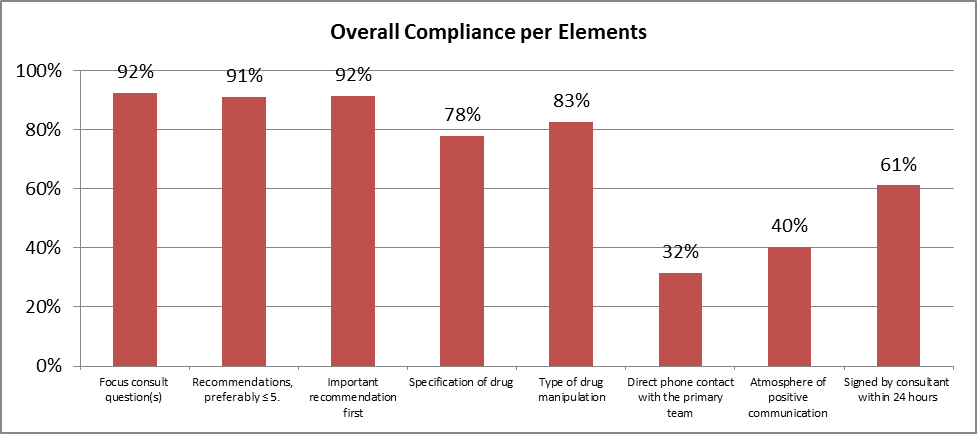 Overall Compliance per Elements
100%
80%
60%
40%
20%
0%
92%
91%
92%
78%
83%
32%
40%
61%
Focus consult
question(s)
Recommendations,
preferably ≤ 5.
Important
recommendation
first
Specification of drug
Type of drug
manipulation
Direct phone contact
with the primary
team
Atmosphere of
positive
communication
Signed by consultant
within 24 hours